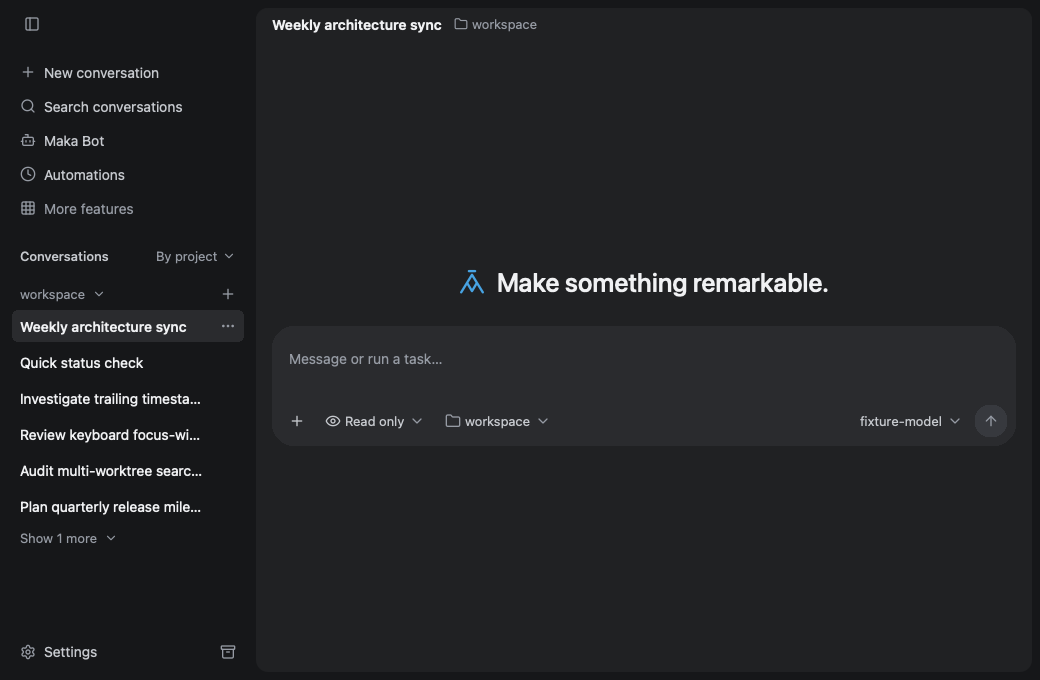 Weekly architecture sync workspace
New conversation
Search conversations
Maka Bot
Automations
More features
Conversations By project
workspace
Weekly architecture sync
Quick status check
Investigate trailing timesta...
Review keyboard focus-wi...
Audit multi-worktree searc...
Plan quarterly release mile...
Show 1 more
Settings
Make something remarkable.
Message or run a task...
Read only workspace fixture-model